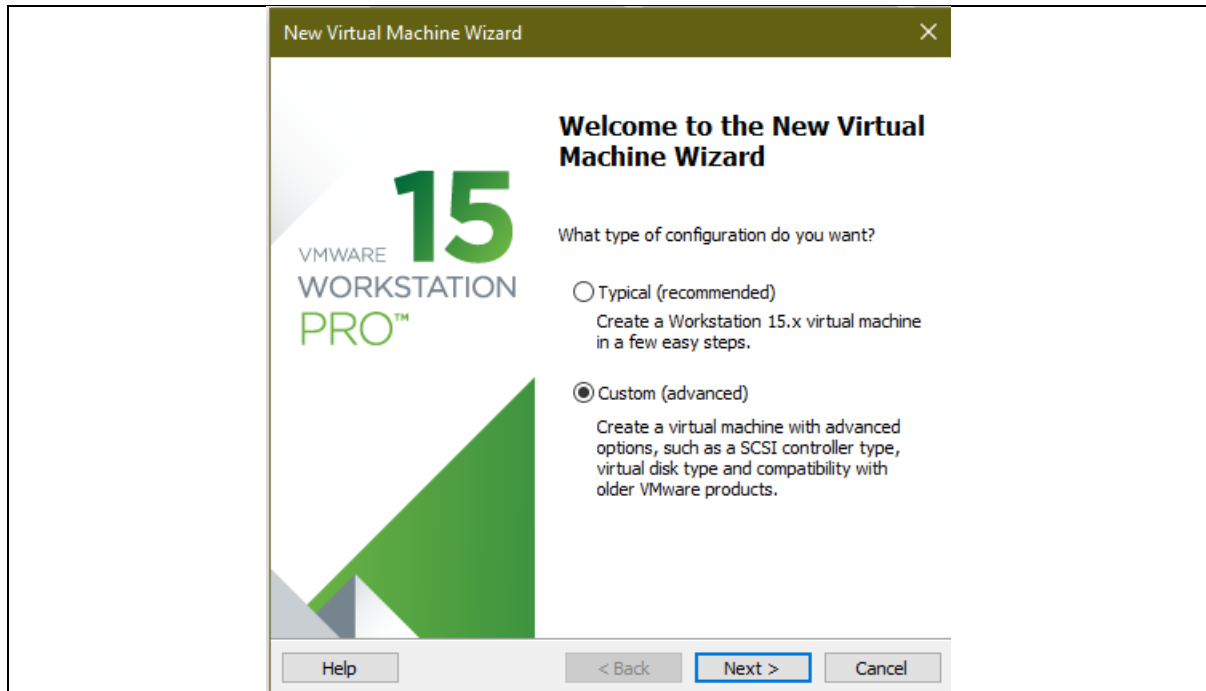 New Virtual Machine Wizard
15
VMWARE
WORKSTATION
PRO™
Welcome to the New Virtual
Machine Wizard
What type of configuration do you want?
Typical (recommended)
Create a Workstation 15.x virtual machine
in a few easy steps.
Custom (advanced)
Create a virtual machine with advanced
options, such as a SCSI controller type,
virtual disk type and compatibility with
older VMware products.
Help
< Back
Next >
Cancel